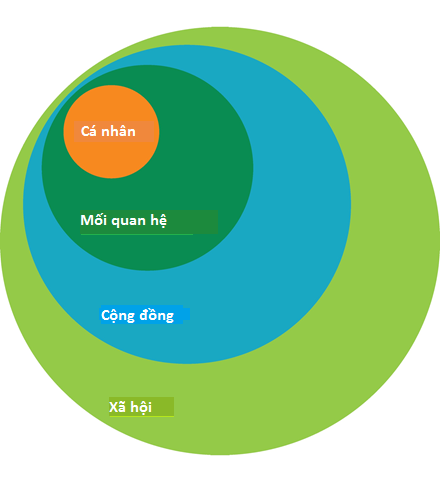 Cá nhân
Mối quan hệ
Cộng đồng
Xã hội